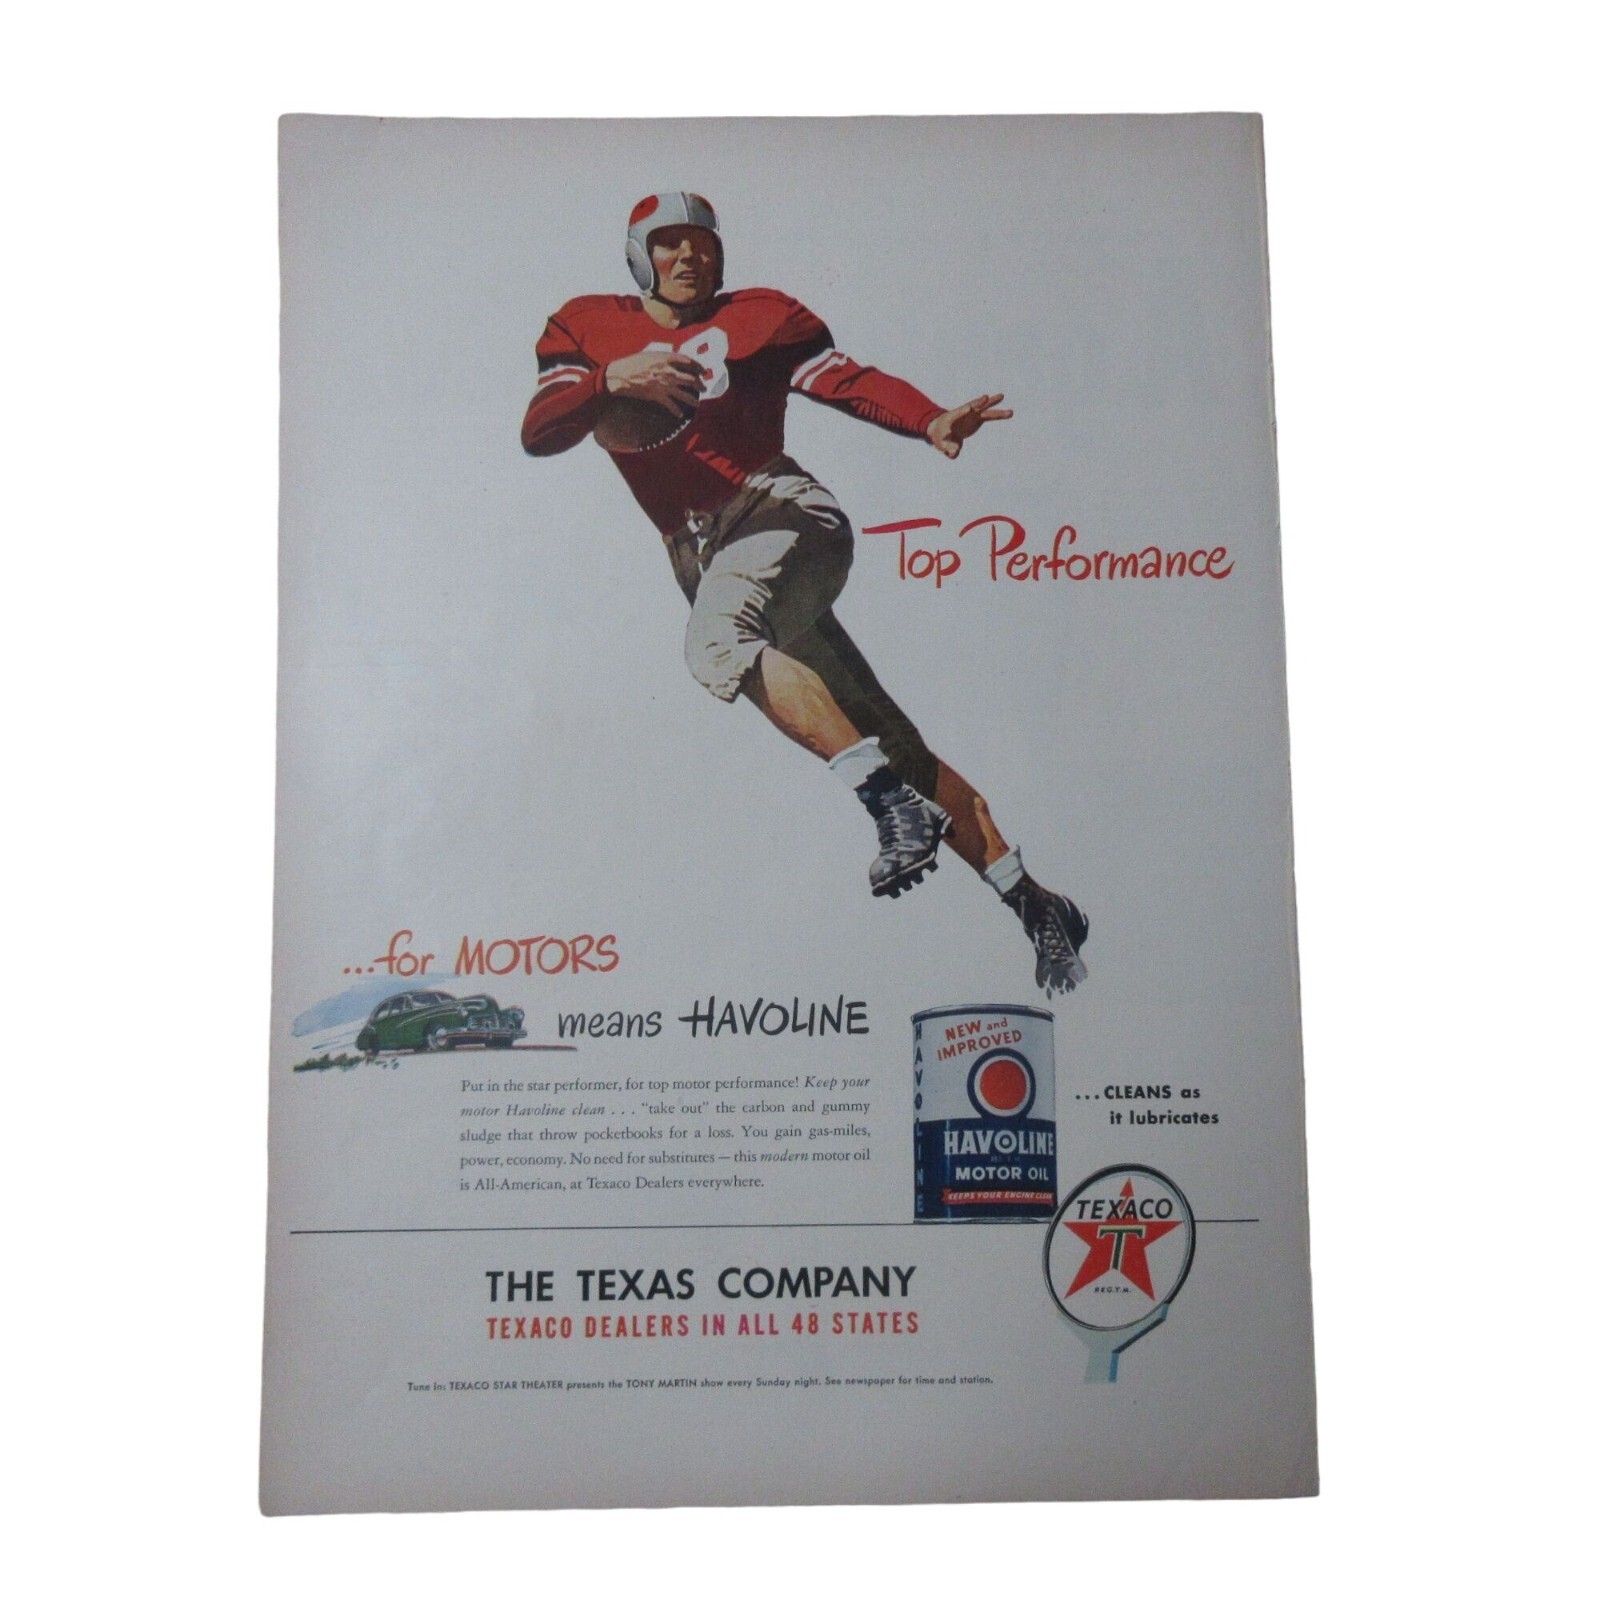 18
Top Performance
...for MOTORS
means HAVOLINE
Put in the star performer, for top motor performance! Keep your
motor Havoline clean . . . "take out" the carbon and gummy
sludge that throw pocketbooks for a loss. You gain gas-miles,
power, economy. No need for substitutes — this modern motor oil
is All-American, at Texaco Dealers everywhere.
HAVOLINE
NEW and
IMPROVED
HAVOLINE
MOTOR OIL
KEEPS YOUR ENGINE CLEAN
...CLEANS as
it lubricates
TEXACO
T
REG.T.M.
THE TEXAS COMPANY
TEXACO DEALERS IN ALL 48 STATES
Tune In: TEXACO STAR THEATER presents the TONY MARTIN show every Sunday night. See newspaper for time and station.